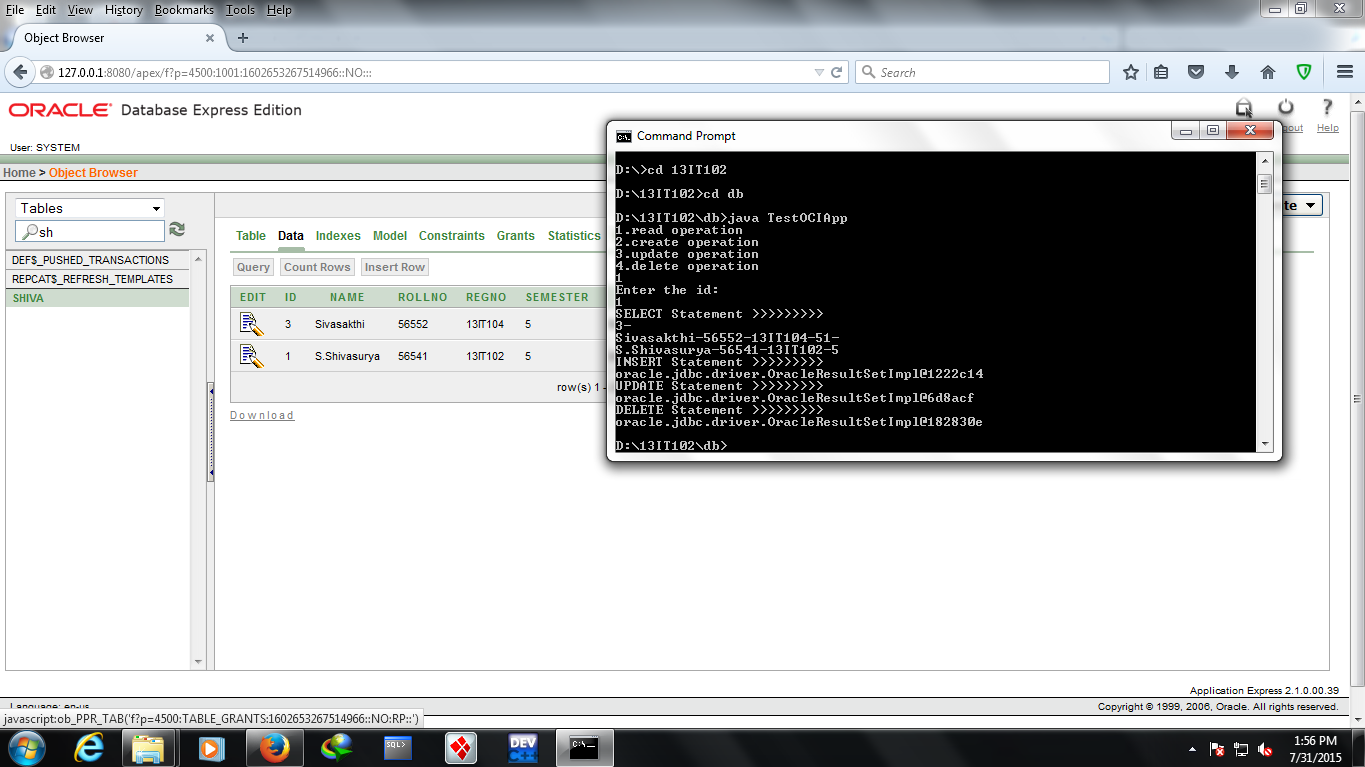 File Edit View History Bookmarks Tools Help
Object Browser
127.0.0.1:8080/apex/f?p=4500:1001:1602653267514966::NO:::
Search
ORACLE Database Express Edition
Help
User: SYSTEM
Home > Object Browser
Tables
sh
DEF$_PUSHED_TRANSACTIONS
REPCAT$_REFRESH_TEMPLATES
SHIVA
Table Data Indexes Model Constraints Grants Statistics
Query Count Rows Insert Row
EDIT ID NAME ROLLNO REGNO SEMESTER
3 Sivasakthi 56552 13IT104 5
1 S.Shivasurya 56541 13IT102 5
row(s) 1 -
Download
Command Prompt
D:\>cd 13IT102
D:\13IT102>cd db
D:\13IT102\db>java TestOCIApp
1.read operation
2.create operation
3.update operation
4.delete operation
1
Enter the id:
1
SELECT Statement >>>>>>>>>
3-
Sivasakthi-56552-13IT104-51-
S.Shivasurya-56541-13IT102-5
INSERT Statement >>>>>>>>>
oracle.jdbc.driver.OracleResultSetImpl@1222c14
UPDATE Statement >>>>>>>>>
oracle.jdbc.driver.OracleResultSetImpl@6d8acf
DELETE Statement >>>>>>>>>
oracle.jdbc.driver.OracleResultSetImpl@182830e
D:\13IT102\db>
Application Express 2.1.0.00.39
Copyright © 1999, 2006, Oracle. All rights reserved.
javascript:ob_PPR_TAB('f?p=4500:TABLE_GRANTS:1602653267514966::NO:RP::')
SQL>
DEV
C++
C:\
1:56 PM
7/31/2015